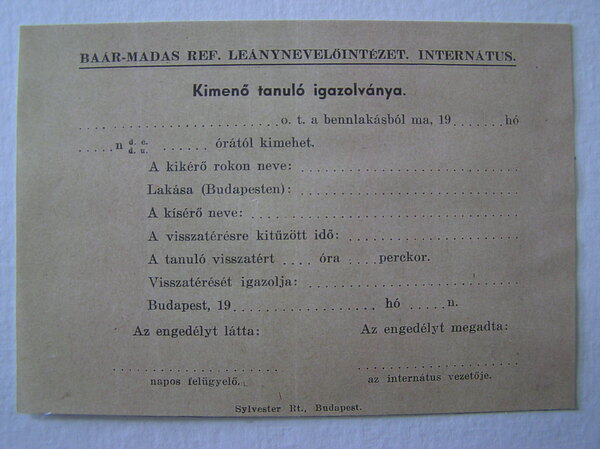 BAÁR-MADAS REF. LEÁNYNEVELŐINTÉZET. INTERNÁTUS.
Kimenő tanuló igazolványa.
. . . . . . . . . . . . . . . . . . . . . . . . . . . o. t. a bennlakásból ma, 19 . . . . . . . hó
. . . . . n d. e. d. u. . . . . . . órától kimehet.
A kikérő rokon neve: . . . . . . . . . . . . . . . . . . . . . . . . . . . . . .
Lakása (Budapesten): . . . . . . . . . . . . . . . . . . . . . . . . . . . . . .
A kísérő neve: . . . . . . . . . . . . . . . . . . . . . . . . . . . . . . . . . . .
A visszatérésre kitűzött idő: . . . . . . . . . . . . . . . . . . . . . .
A tanuló visszatért . . . . óra . . . . perckor.
Visszatérését igazolja: . . . . . . . . . . . . . . . . . . . . . . . . . . . .
Budapest, 19 . . . . . . . . . . . . . . . . . . . hó . . . . . n.
Az engedélyt látta: Az engedélyt megadta:
. . . . . . . . . . . . . . . . . . . . . . . . . . . . . . . . . . . . . . . . . . . . . .
napos felügyelő. az internátus vezetője.
Sylvester Rt., Budapest.